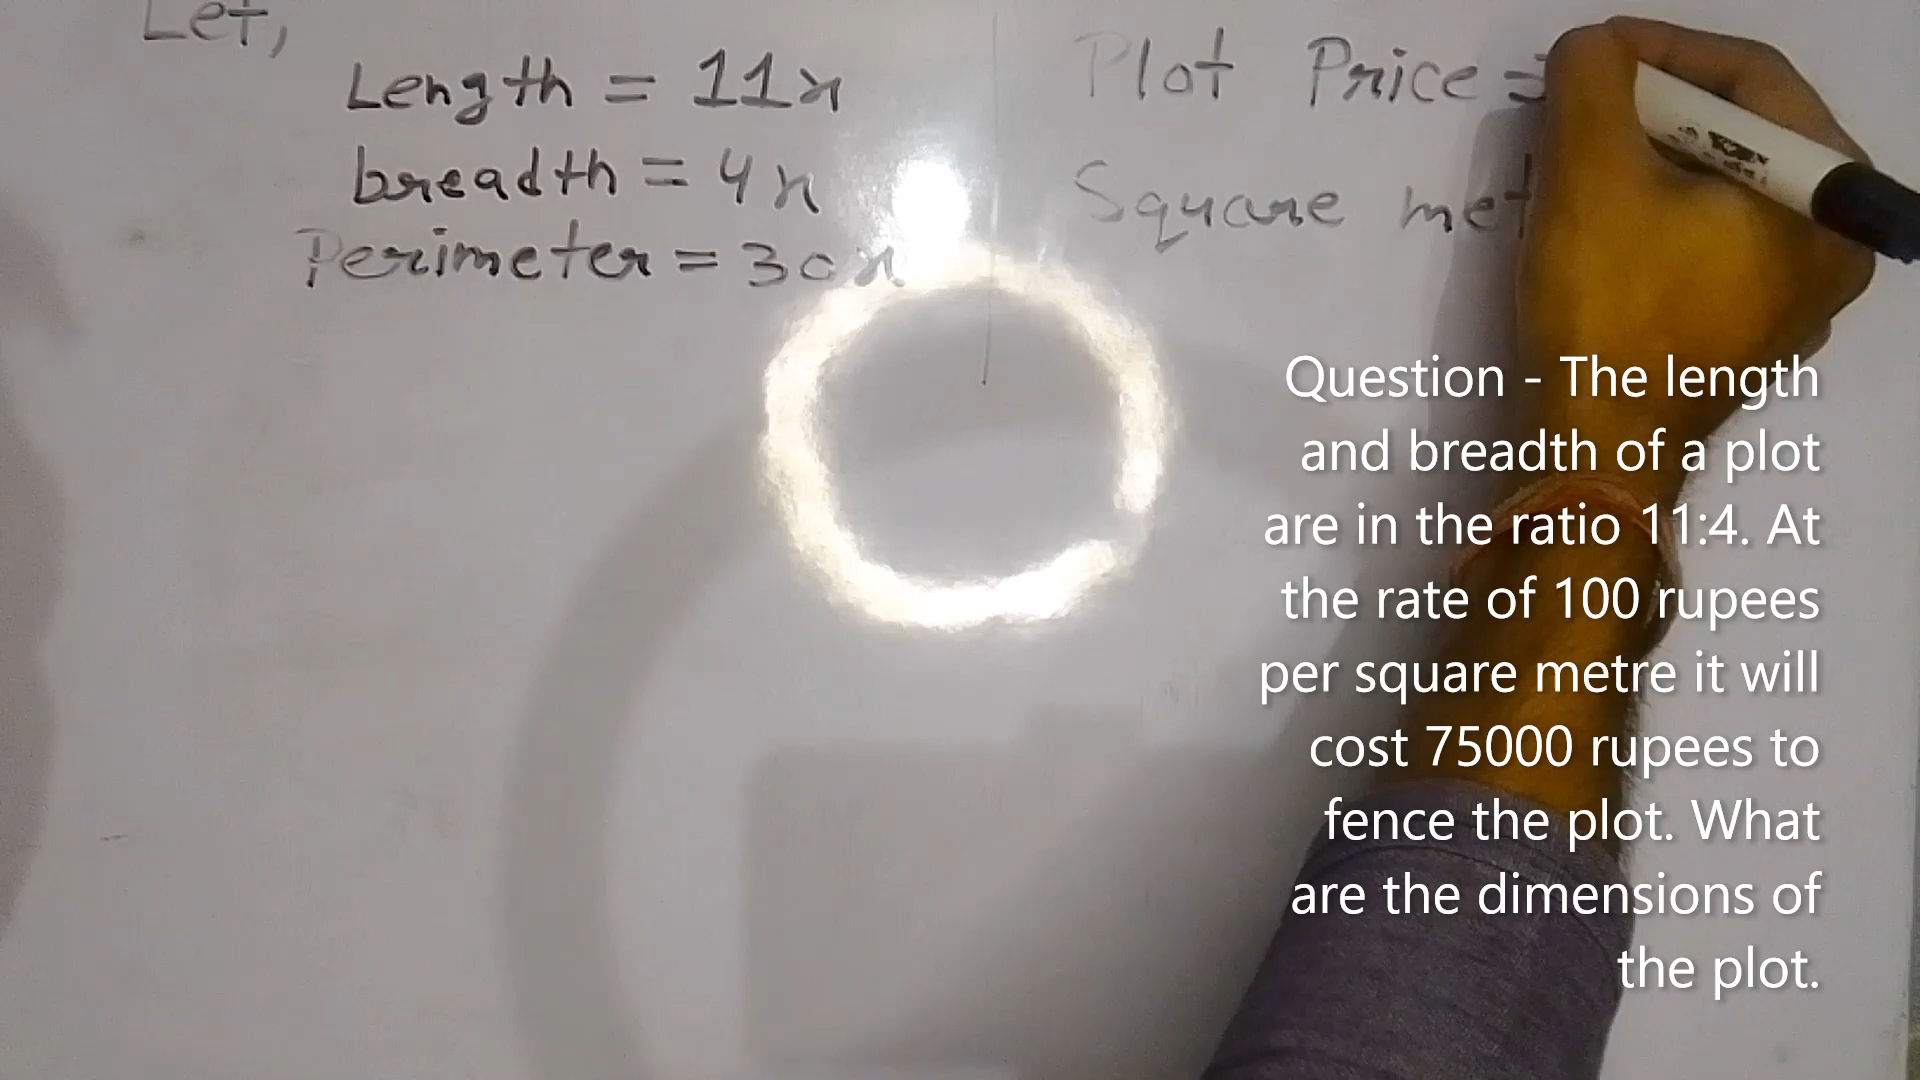 Let,
Length = 11x
breadth = 4x
Perimeter = 30x
Plot Price =
Square met
Question - The length
and breadth of a plot
are in the ratio 11:4. At
the rate of 100 rupees
per square metre it will
cost 75000 rupees to
fence the plot. What
are the dimensions of
the plot.